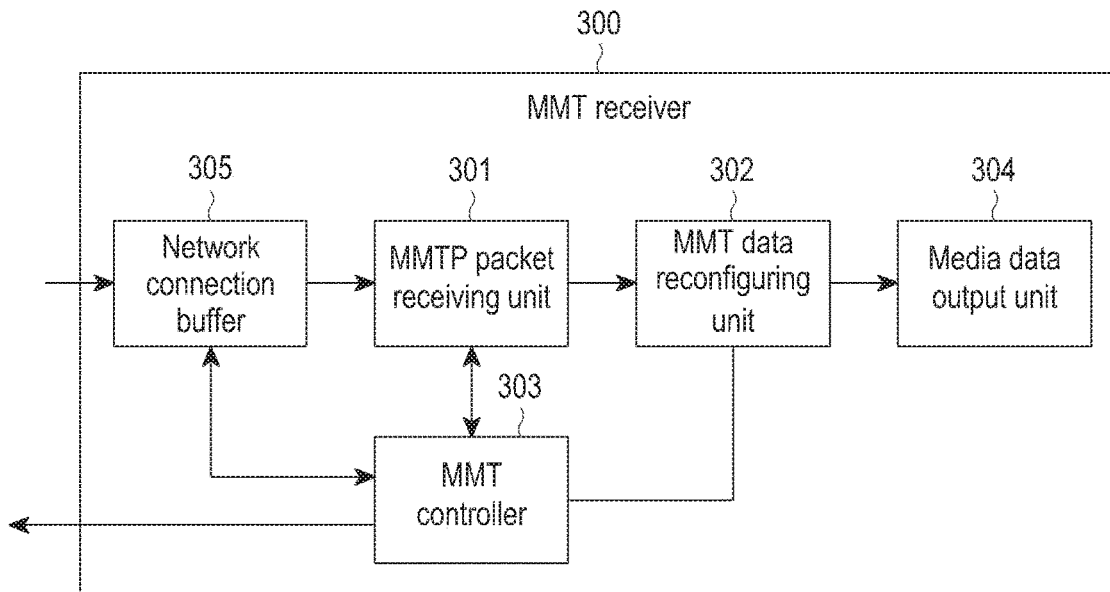 300
MMT receiver
305
301
302
304
Network
connection
buffer
MMTP packet
receiving unit
MMT data
reconfiguring
unit
Media data
output unit
303
MMT
controller